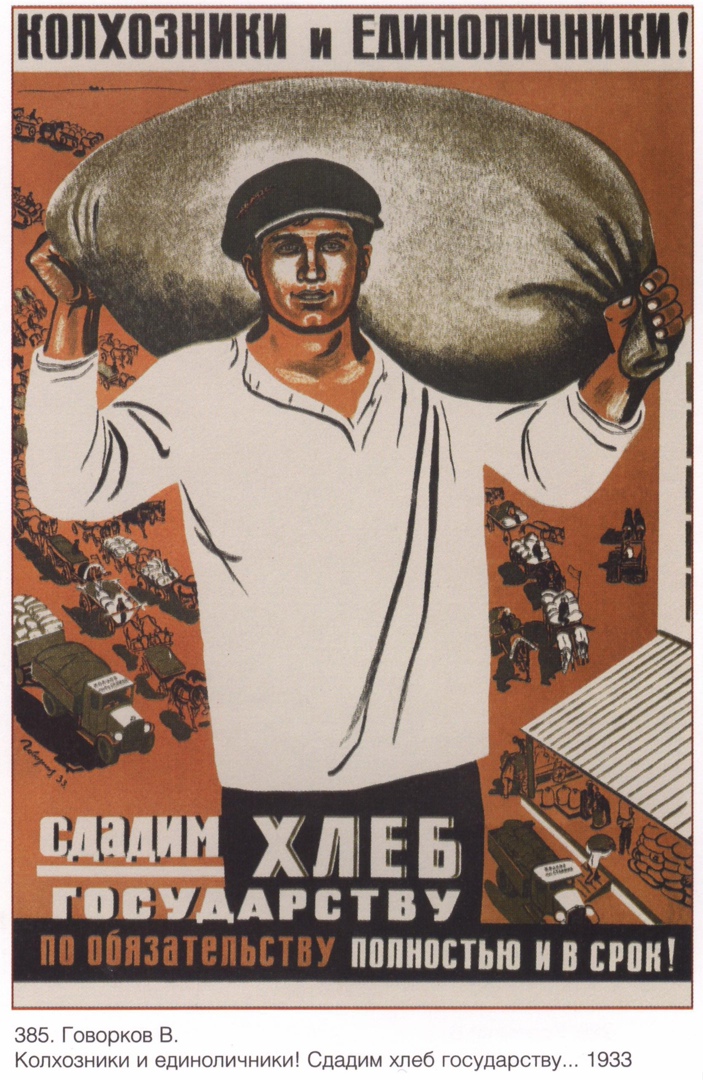 КОЛХОЗНИКИ и ЕДИНОЛИЧНИКИ!
СДАДИМ ХЛЕБ
ГОСУДАРСТВУ
ПО ОБЯЗАТЕЛЬСТВУ ПОЛНОСТЬЮ И В СРОК!
385. Говорков В.
Колхозники и единоличники! Сдадим хлеб государству... 1933